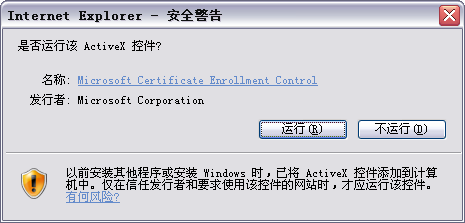 Internet Explorer - 安全警告
是否运行该 ActiveX 控件?
名称: Microsoft Certificate Enrollment Control
发行者: Microsoft Corporation
运行(R) 不运行(D)
以前安装其他程序或安装 Windows 时,已将 ActiveX 控件添加到计算
机中。仅在信任发行者和要求使用该控件的网站时,才应运行该控件。
有何风险?